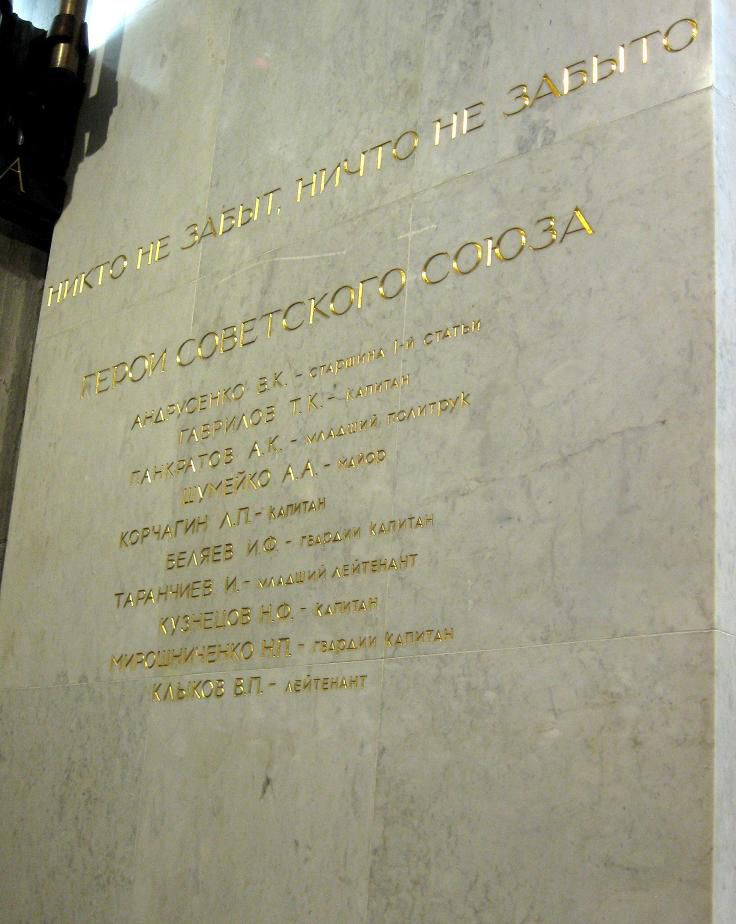 НИКТО НЕ ЗАБЫТ, НИЧТО НЕ ЗАБЫТО
ГЕРОИ СОВЕТСКОГО СОЮЗА
АНДРУСЕНКО В.К. - старшина 1-й статьи
ГАВРИЛОВ Т.К. - капитан
ПАНКРАТОВ А.К. - младший политрук
ШУМЕЙКО А.А. - майор
КОРЧАГИН Л.П. - капитан
БЕЛЯЕВ И.Ф. - гвардии капитан
ТАРАНЧИЕВ И. - младший лейтенант
КУЗНЕЦОВ Н.Ф. - капитан
МИРОШНИЧЕНКО Н.П. - гвардии капитан
КЛЫКОВ В.П. - лейтенант